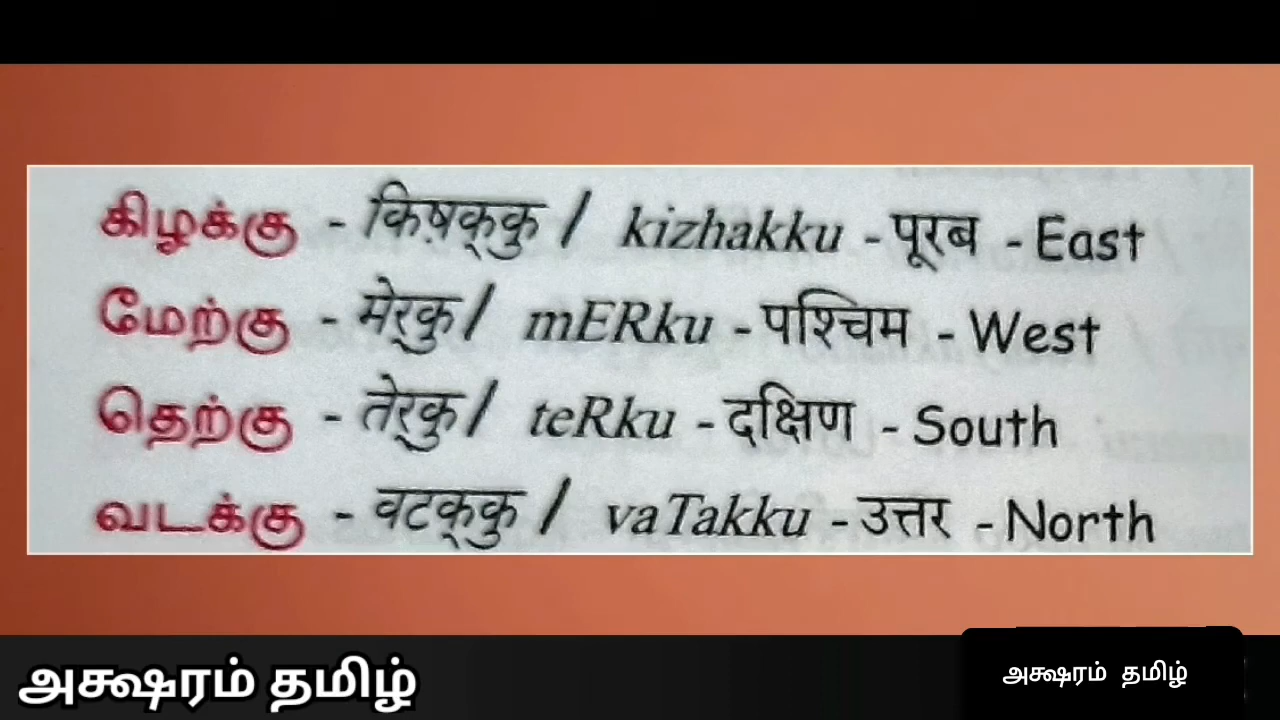 கிழக்கு - किष़क्कु / kizhakku - पूरब - East
மேற்கு - मेऱ्कु / mERku - पश्चिम - West
தெற்கு - तेऱ्कु / teRku - दक्षिण - South
வடக்கு - वटक्कु / vaTakku - उत्तर - North
அக்ஷரம் தமிழ்
அக்ஷரம் தமிழ்